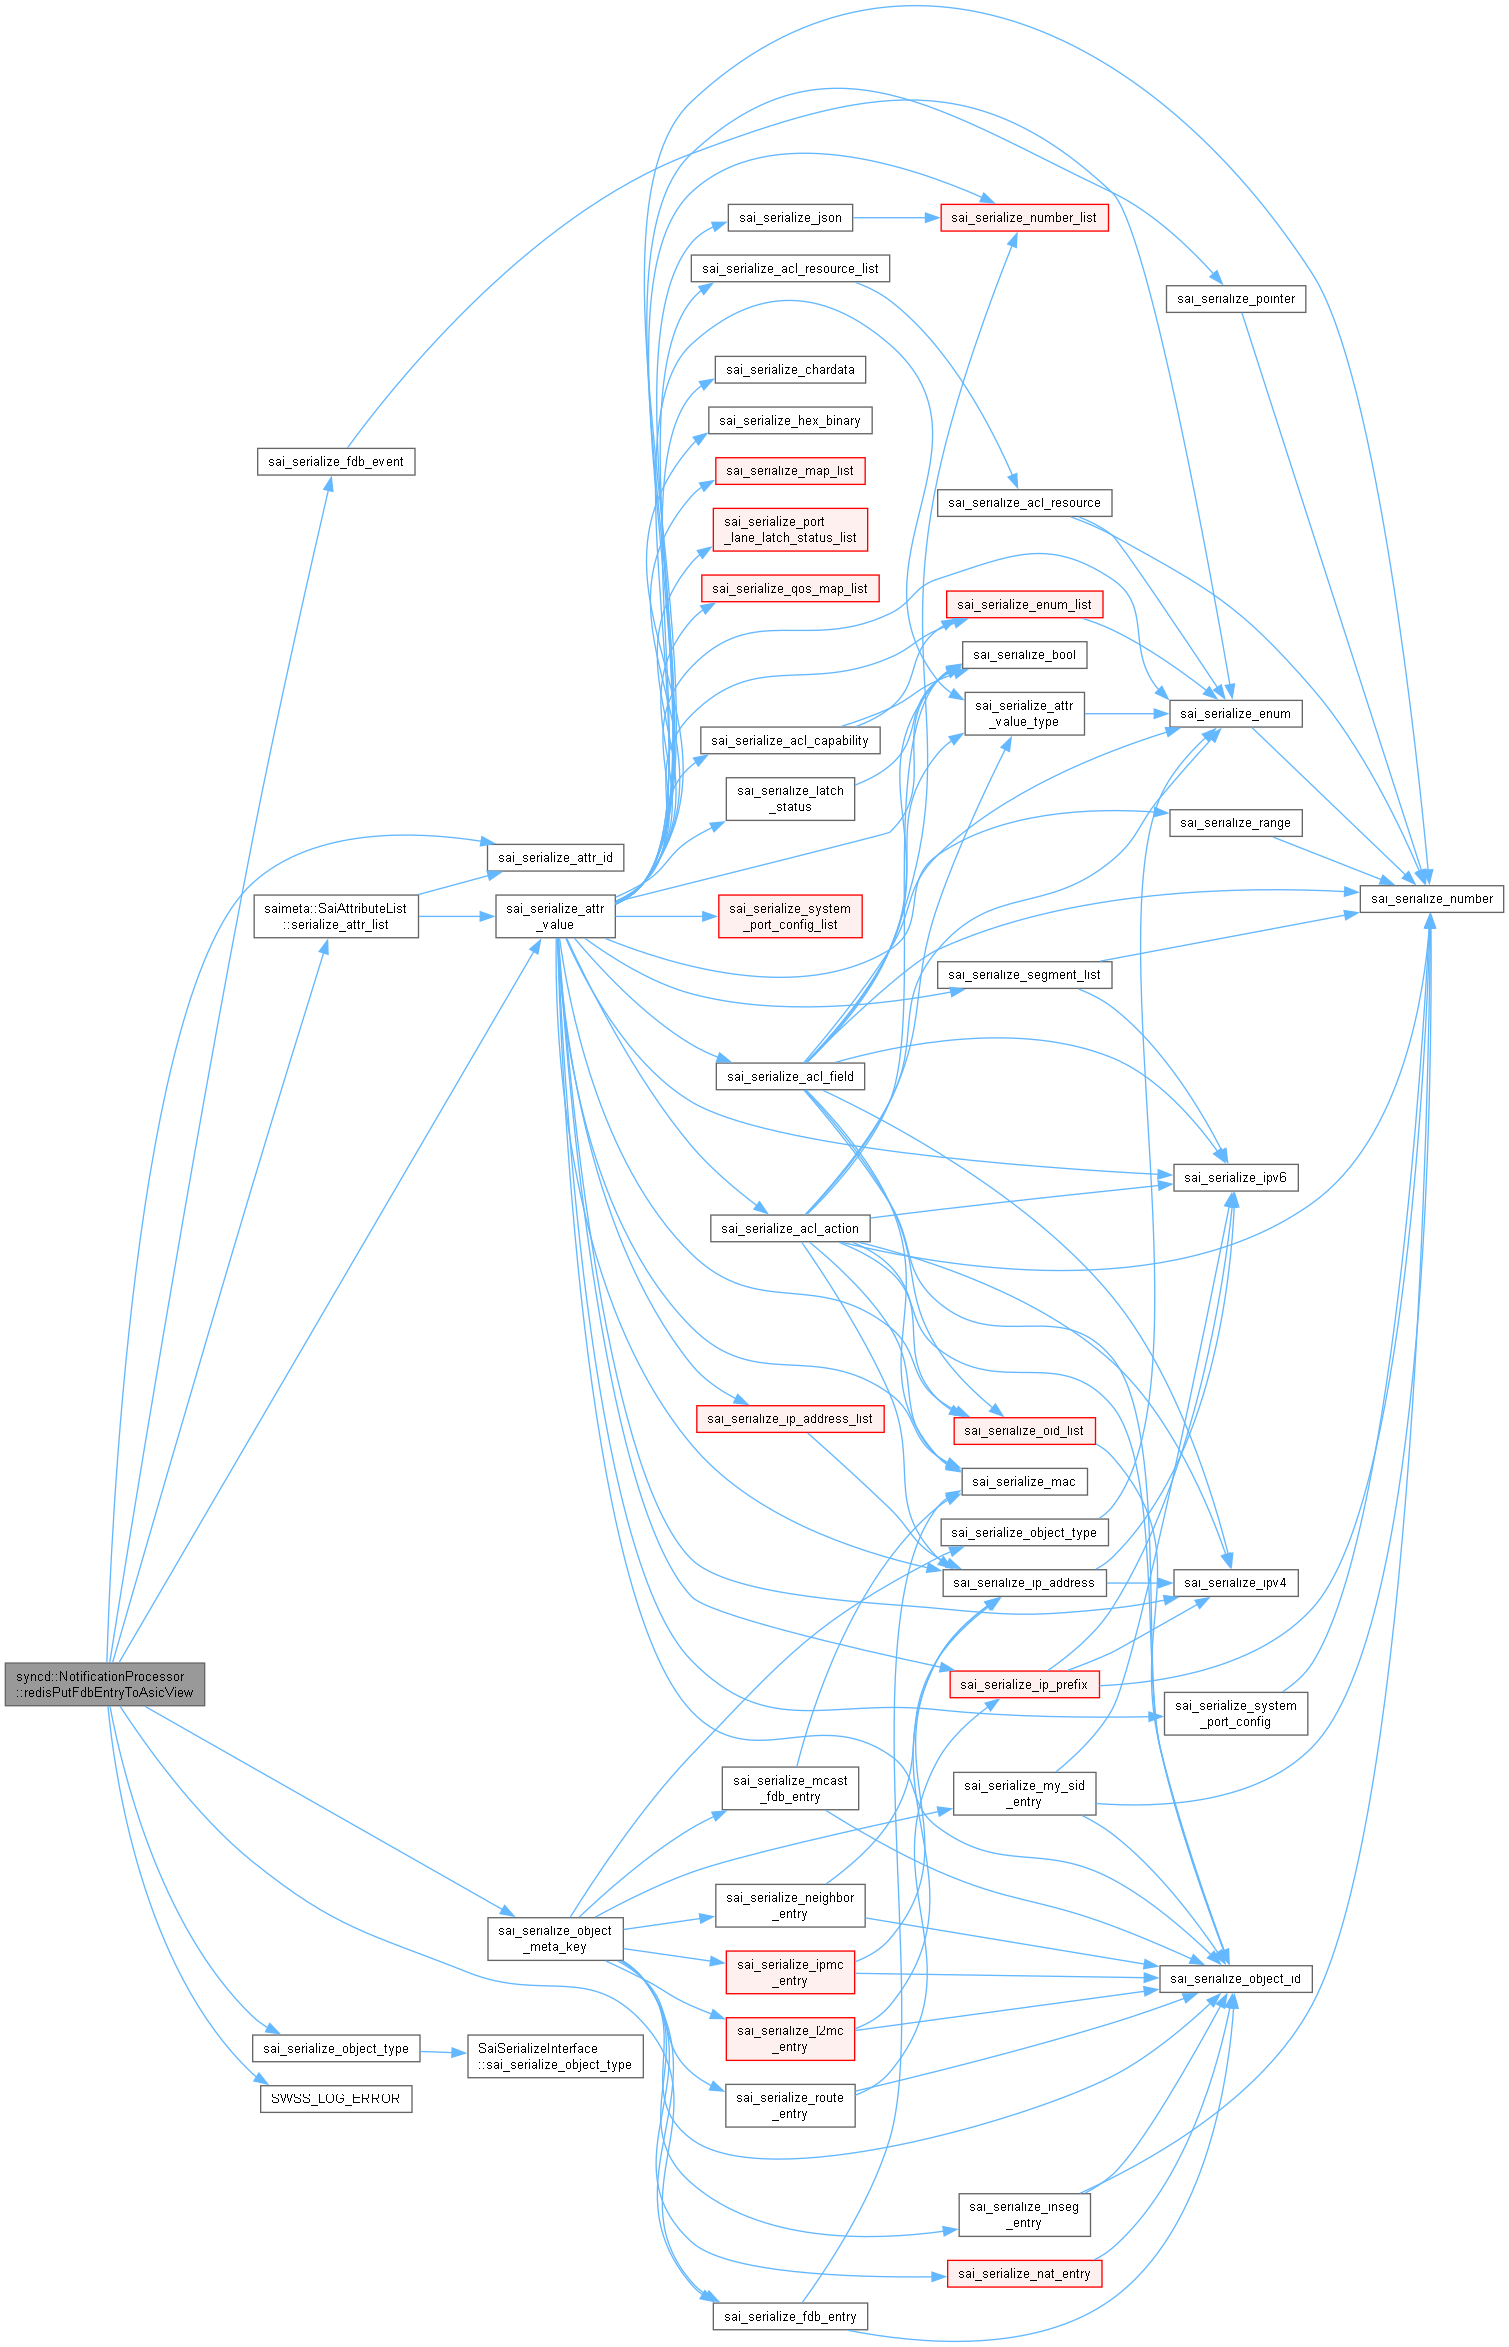 sai_serialize_json
sai_serialize_number_list
sai_serialize_acl_resource_list
sai_serialize_pointer
sai_serialize_chardata
sai_serialize_hex_binary
sai_serialize_fdb_event
sai_serialize_map_list
sai_serialize_acl_resource
sai_serialize_port
_lane_latch_status_list
sai_serialize_qos_map_list
sai_serialize_enum_list
sai_serialize_bool
sai_serialize_attr
_value_type
sai_serialize_enum
sai_serialize_acl_capability
sai_serialize_latch
_status
sai_serialize_range
sai_serialize_attr_id
saimeta::SaiAttributeList
::serialize_attr_list
sai_serialize_attr
_value
sai_serialize_system
_port_config_list
sai_serialize_number
sai_serialize_segment_list
sai_serialize_acl_field
sai_serialize_ipv6
sai_serialize_acl_action
sai_serialize_ip_address_list
sai_serialize_oid_list
sai_serialize_mac
sai_serialize_object_type
sai_serialize_ip_address
sai_serialize_ipv4
syncd::NotificationProcessor
::redisPutFdbEntryToAsicView
sai_serialize_ip_prefix
sai_serialize_system
_port_config
sai_serialize_mcast
_fdb_entry
sai_serialize_my_sid
_entry
sai_serialize_neighbor
_entry
sai_serialize_object
_meta_key
sai_serialize_ipmc
_entry
sai_serialize_object_id
sai_serialize_l2mc
_entry
sai_serialize_object_type
SaiSerializeInterface
::sai_serialize_object_type
SWSS_LOG_ERROR
sai_serialize_route
_entry
sai_serialize_inseg
_entry
sai_serialize_nat_entry
sai_serialize_fdb_entry